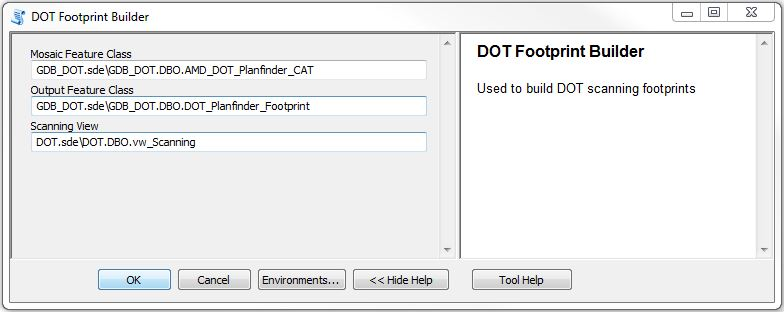 DOT Footprint Builder
Mosaic Feature Class
GDB_DOT.sde\GDB_DOT.DBO.AMD_DOT_Planfinder_CAT
Output Feature Class
GDB_DOT.sde\GDB_DOT.DBO.DOT_Planfinder_Footprint
Scanning View
DOT.sde\DOT.DBO.vw_Scanning
DOT Footprint Builder
Used to build DOT scanning footprints
OK
Cancel
Environments...
<< Hide Help
Tool Help